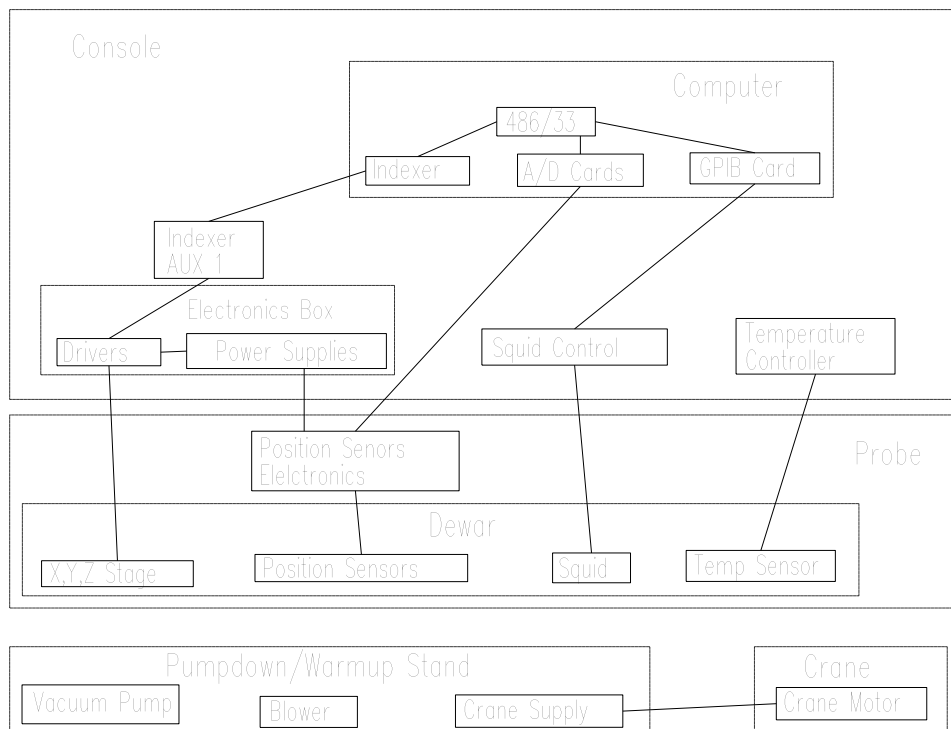 Console
Computer
486/33
Indexer
A/D Cards
GPIB Card
Indexer
AUX 1
Electronics Box
Drivers
Power Supplies
Squid Control
Temperature
Controller
Position Senors
Elelctronics
Probe
Dewar
X,Y,Z Stage
Position Sensors
Squid
Temp Sensor
Pumpdown/Warmup Stand
Crane
Vacuum Pump
Blower
Crane Supply
Crane Motor